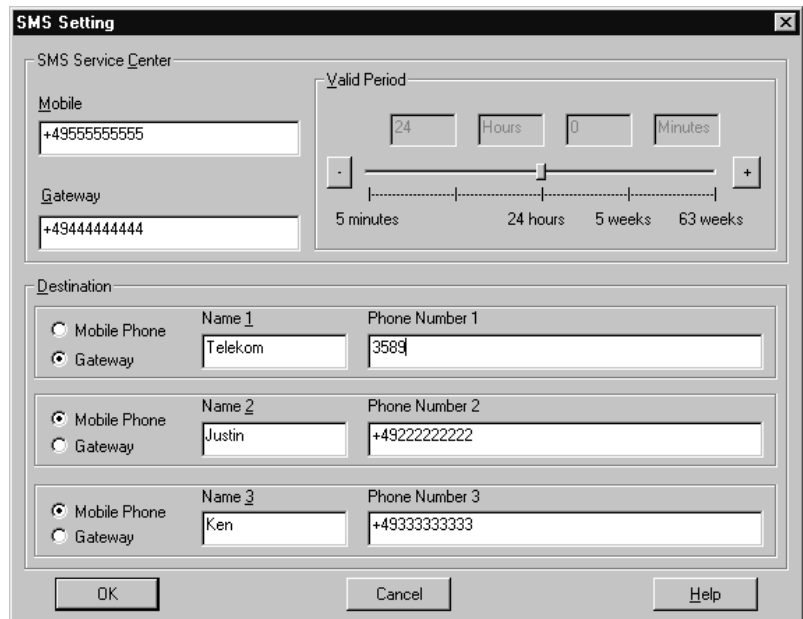 SMS Setting
SMS Service Center
Mobile
+49555555555
Gateway
+49444444444
Valid Period
24 Hours 0 Minutes
- +
5 minutes 24 hours 5 weeks 63 weeks
Destination
Mobile Phone
Gateway
Name 1 Phone Number 1
Telekom 3589
Mobile Phone
Gateway
Name 2 Phone Number 2
Justin +49222222222
Mobile Phone
Gateway
Name 3 Phone Number 3
Ken +49333333333
OK Cancel Help